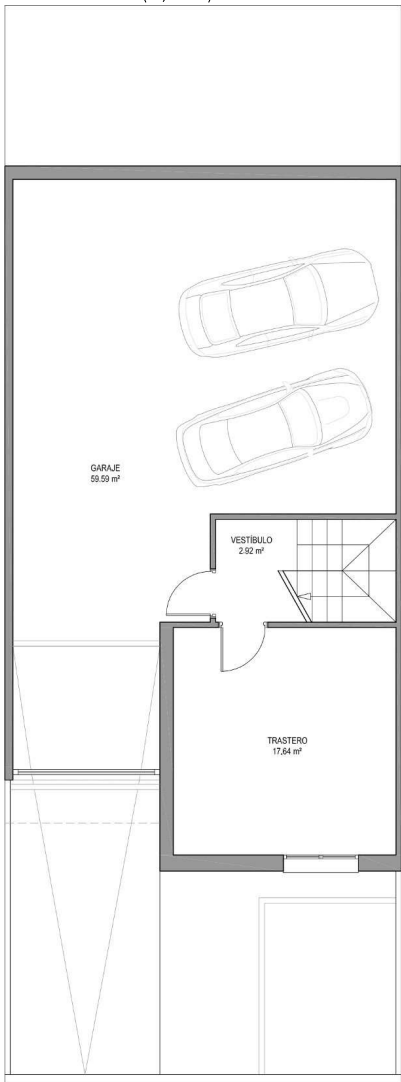 GARAJE
59.59 m²
VESTÍBULO
2.92 m²
TRASTERO
17,64 m²